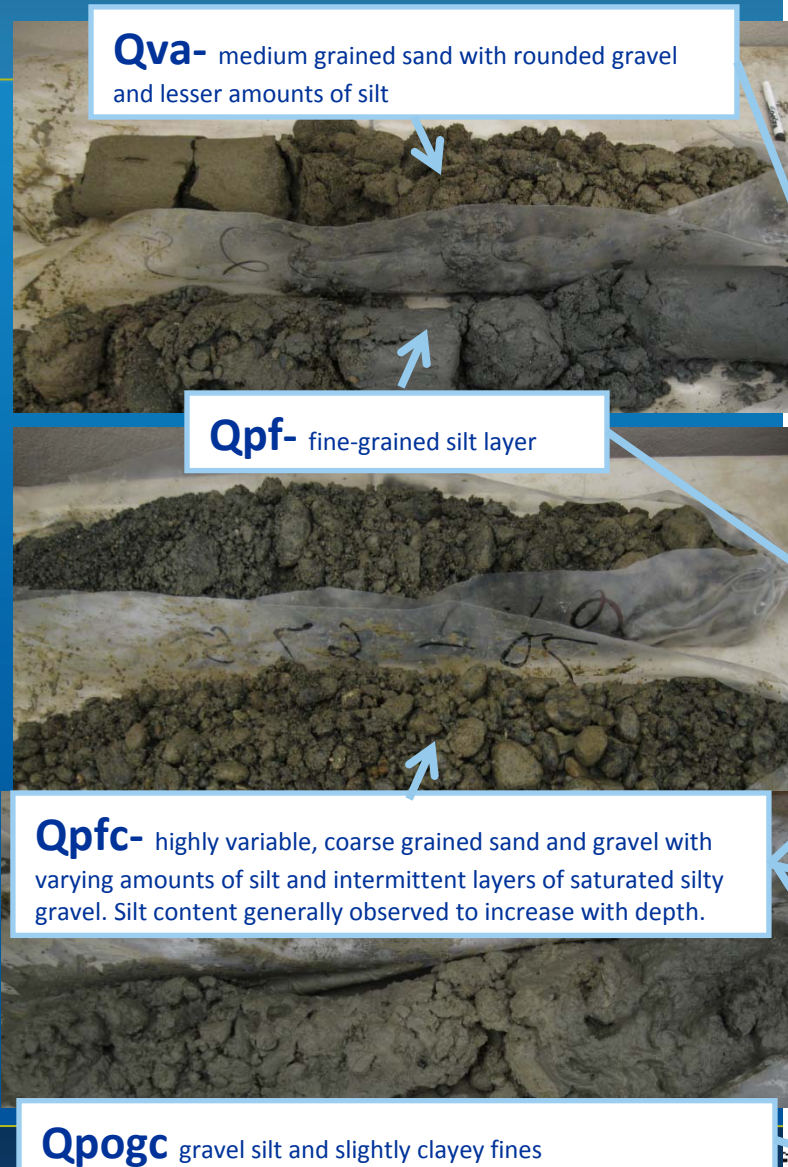 Qva- medium grained sand with rounded gravel
and lesser amounts of silt
Qpf- fine-grained silt layer
Qpfc- highly variable, coarse grained sand and gravel with
varying amounts of silt and intermittent layers of saturated silty
gravel. Silt content generally observed to increase with depth.
Qpogc gravel silt and slightly clayey fines